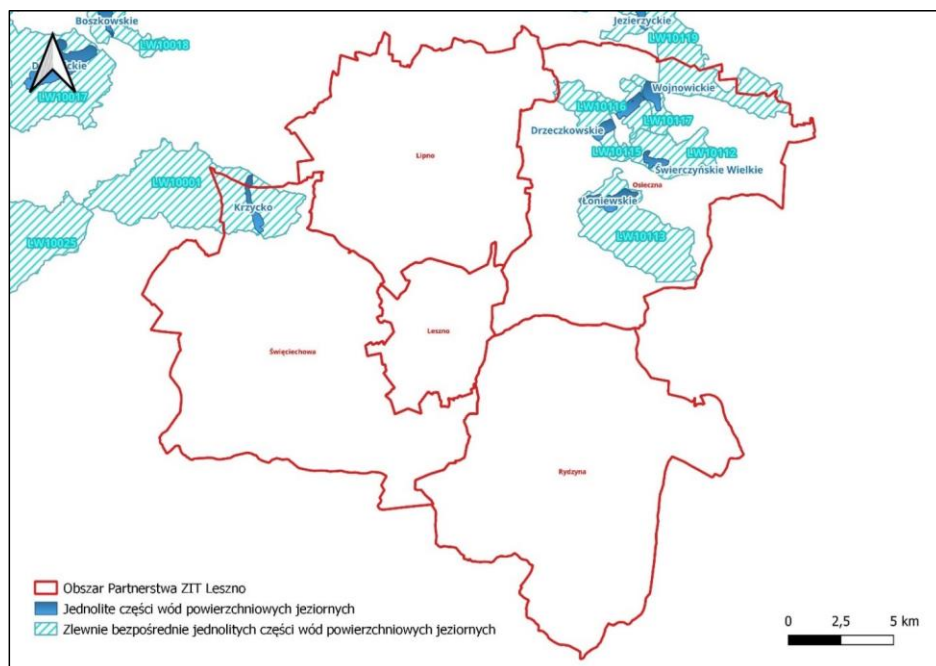 Boszkowskie
LW10018
Jezierzyckie
LW10119
LW10017
Wojnowickie
LW10116
LW10117
Drzeczkowskie
LW10115
LW10112
Świerczyńskie Wielkie
Lipno
Osieczna
LW10001
Krzycko
Łoniewskie
LW10025
LW10113
Leszno
Święciechowa
Rydzyna
Obszar Partnerstwa ZIT Leszno
Jednolite części wód powierzchniowych jeziornych
Zlewnie bezpośrednie jednolitych części wód powierzchniowych jeziornych
0 2,5 5 km